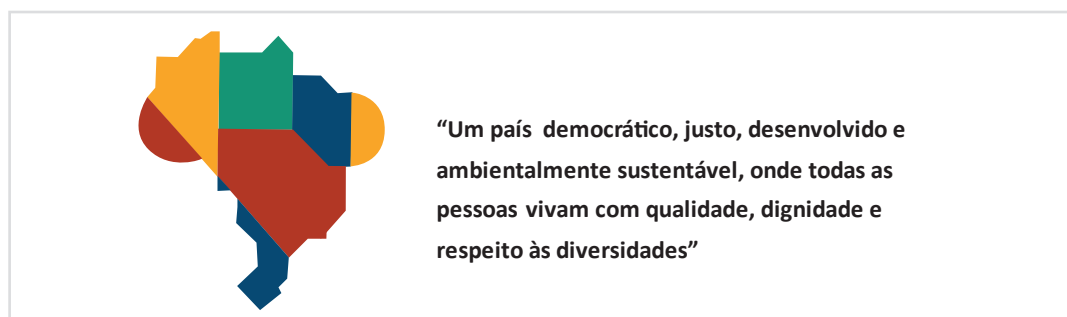 “Um país democrático, justo, desenvolvido e
ambientalmente sustentável, onde todas as
pessoas vivam com qualidade, dignidade e
respeito às diversidades”